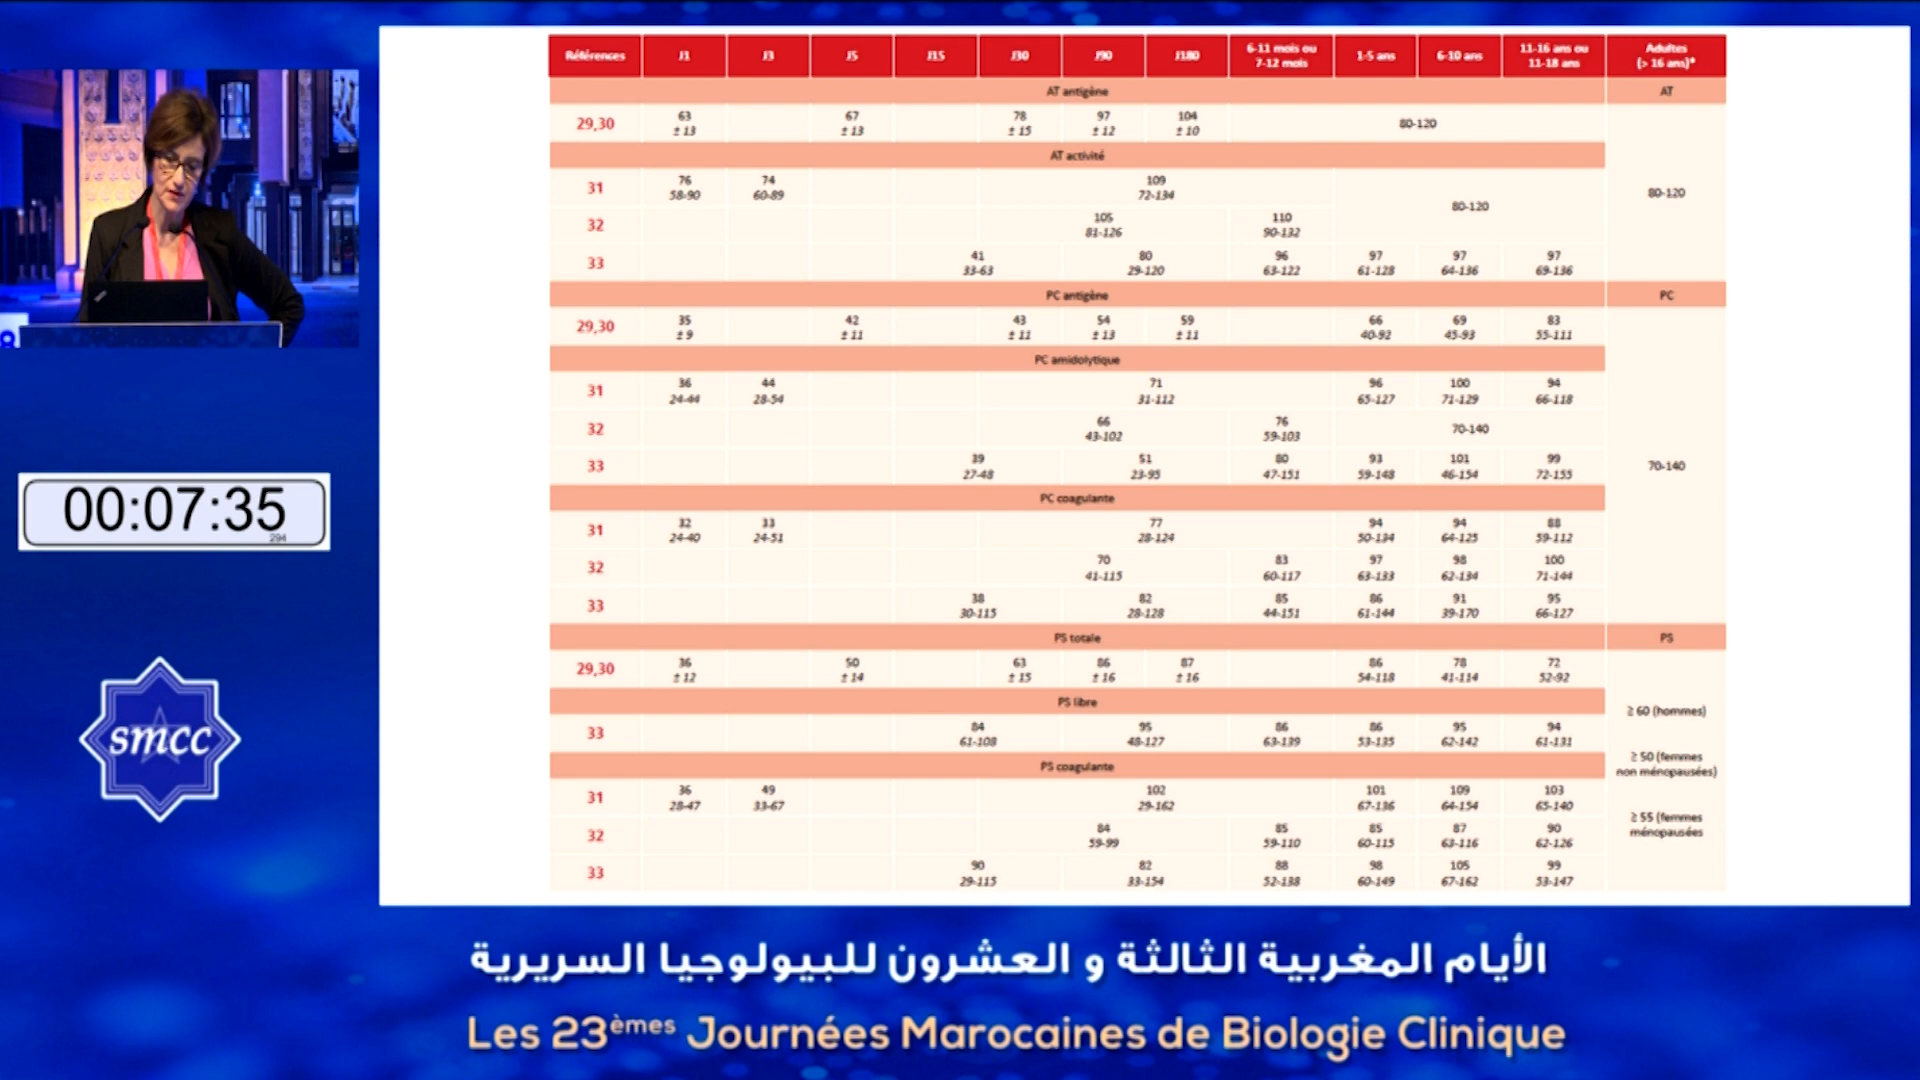 Références J1 J3 J5 J15 J30 J90 J180 6-11 mois ou 7-12 mois 1-5 ans 6-10 ans 11-16 ans ou 11-18 ans Adultes (> 16 ans)*
AT antigène AT
29,30 63 ± 13 67 ± 13 78 ± 15 97 ± 12 104 ± 10 80-120
AT activité
80-120
31 76 58-90 74 60-89 109 72-134 80-120
32 105 81-126 110 90-132
33 41 33-63 80 29-120 96 63-122 97 61-128 97 64-136 97 69-136
PC antigène PC
29,30 35 ± 9 42 ± 11 43 ± 11 54 ± 13 59 ± 11 66 40-92 69 45-93 83 55-111
PC amidolytique
31 36 24-44 44 28-54 71 31-112 96 65-127 100 71-129 94 66-118
32 66 43-102 76 59-103 70-140
33 39 27-48 51 23-95 80 47-151 93 59-148 101 46-154 99 72-155
70-140
PC coagulante
31 32 24-40 33 24-51 77 28-124 94 50-134 94 64-125 88 59-112
32 70 41-115 83 60-117 97 63-133 98 62-134 100 71-144
33 38 30-115 82 28-128 85 44-151 86 61-144 91 39-170 95 66-127
PS totale PS
29,30 36 ± 12 50 ± 14 63 ± 15 86 ± 16 87 ± 16 86 54-118 78 41-114 72 52-92
PS libre
≥ 60 (hommes)
33 84 61-108 95 48-127 86 63-139 86 53-135 95 62-142 94 61-131
PS coagulante
≥ 50 (femmes
non ménopausées)
31 36 28-47 49 33-67 102 29-162 101 67-136 109 64-154 103 65-140
≥ 55 (femmes
ménopausées
32 84 59-99 85 59-110 85 60-115 87 63-116 90 62-126
33 90 29-115 82 33-154 88 52-138 98 60-149 105 67-162 99 53-147
00:07:35
294
smcc
الأيام المغربية الثالثة و العشرون للبيولوجيا السريرية
Les 23èmes Journées Marocaines de Biologie Clinique